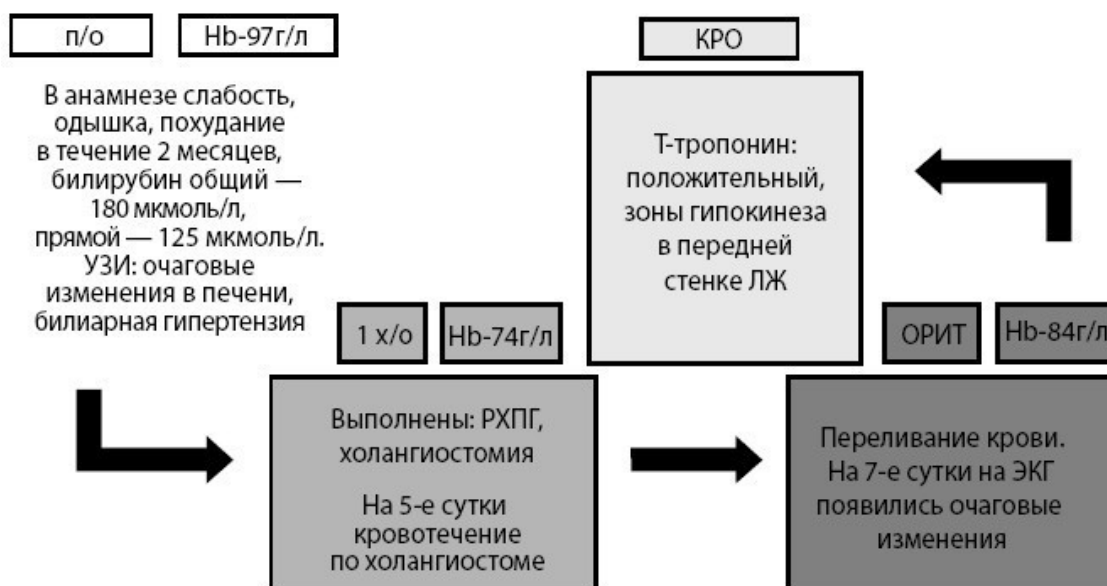 п/о
Hb-97г/л
В анамнезе слабость,
одышка, похудание
в течение 2 месяцев,
билирубин общий —
180 мкмоль/л,
прямой — 125 мкмоль/л.
УЗИ: очаговые
изменения в печени,
билиарная гипертензия
1 х/о
Hb-74г/л
Выполнены: РХПГ,
холангиостомия
На 5-е сутки
кровотечение
по холангиостоме
ОРИТ
Hb-84г/л
Переливание крови.
На 7-е сутки на ЭКГ
появились очаговые
изменения
КРО
Т-тропонин:
положительный,
зоны гипокинеза
в передней
стенке ЛЖ